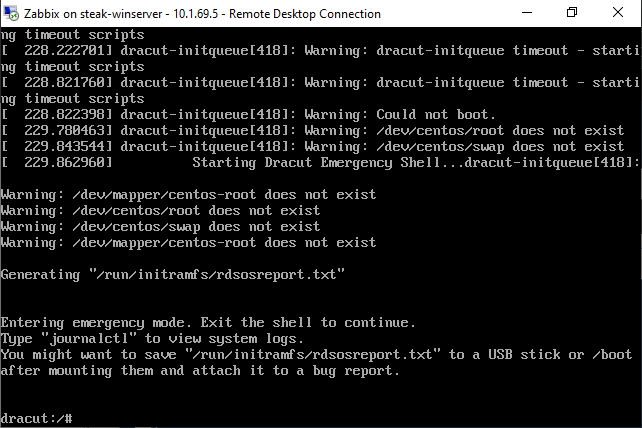 Zabbix on steak-winserver - 10.1.69.5 - Remote Desktop Connection
ng timeout scripts
[  228.222701] dracut-initqueue[418]: Warning: dracut-initqueue timeout - starti
ng timeout scripts
[  228.821760] dracut-initqueue[418]: Warning: dracut-initqueue timeout - starti
ng timeout scripts
[  228.822398] dracut-initqueue[418]: Warning: Could not boot.
[  229.780463] dracut-initqueue[418]: Warning: /dev/centos/root does not exist
[  229.843544] dracut-initqueue[418]: Warning: /dev/centos/swap does not exist
[  229.862960]          Starting Dracut Emergency Shell...dracut-initqueue[418]:
Warning: /dev/mapper/centos-root does not exist
Warning: /dev/centos/root does not exist
Warning: /dev/centos/swap does not exist
Warning: /dev/mapper/centos-root does not exist
Generating "/run/initramfs/rdsosreport.txt"
Entering emergency mode. Exit the shell to continue.
Type "journalctl" to view system logs.
You might want to save "/run/initramfs/rdsosreport.txt" to a USB stick or /boot
after mounting them and attach it to a bug report.
dracut:/#